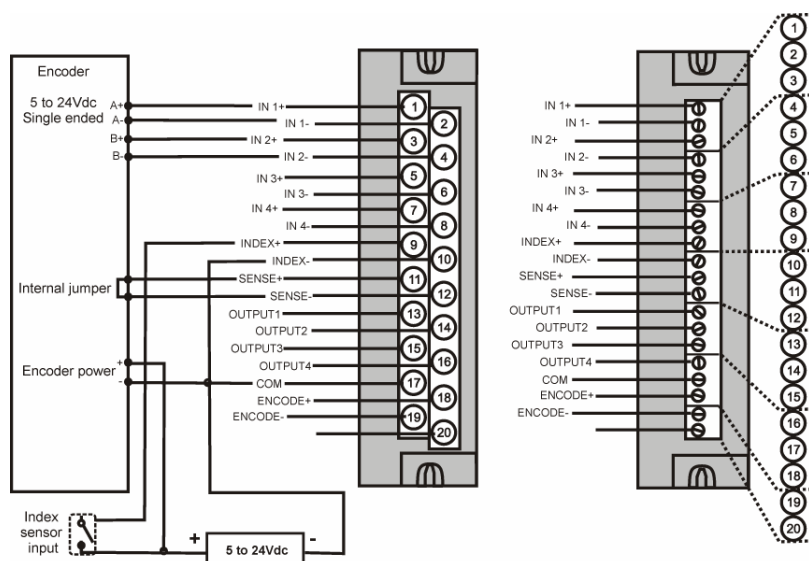 Encoder
5 to 24Vdc
Single ended
A+
A-
B+
B-
Internal jumper
Encoder power
+
-
Index
sensor
input
+
5 to 24Vdc
-
IN 1+
IN 1-
IN 2+
IN 2-
IN 3+
IN 3-
IN 4+
IN 4-
INDEX+
INDEX-
SENSE+
SENSE-
OUTPUT1
OUTPUT2
OUTPUT3
OUTPUT4
COM
ENCODE+
ENCODE-
1
2
3
4
5
6
7
8
9
10
11
12
13
14
15
16
17
18
19
20
IN 1+
IN 1-
IN 2+
IN 2-
IN 3+
IN 3-
IN 4+
IN 4-
INDEX+
INDEX-
SENSE+
SENSE-
OUTPUT1
OUTPUT2
OUTPUT3
OUTPUT4
COM
ENCODE+
ENCODE-
1
2
3
4
5
6
7
8
9
10
11
12
13
14
15
16
17
18
19
20